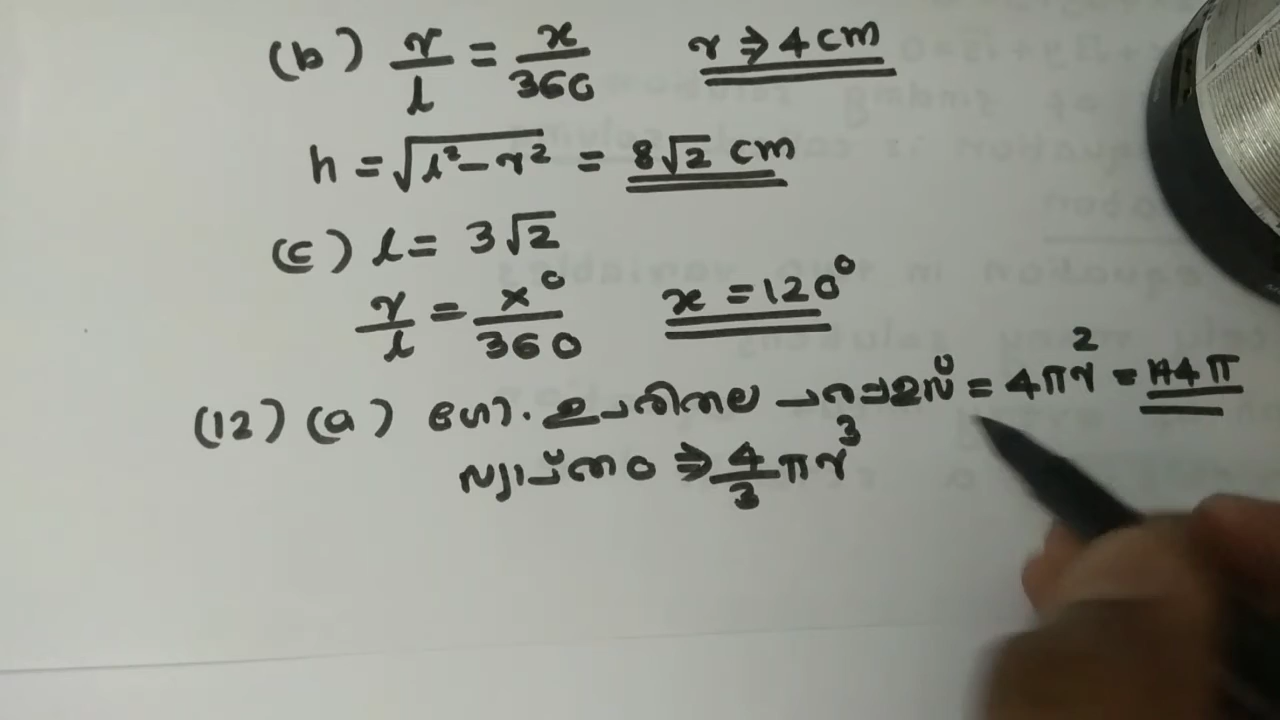 (b) r/l = x/360 r ⇒ 4 cm
h = √(l² − r²) = 8√2 cm
(c) l = 3√2
r/l = x°/360 x = 120°
(12) (a) ഗോ. ഉപരിതല പരപ്പളവ് = 4πr² =
വ്യാപ്തം ⇒ 4/3 πr³